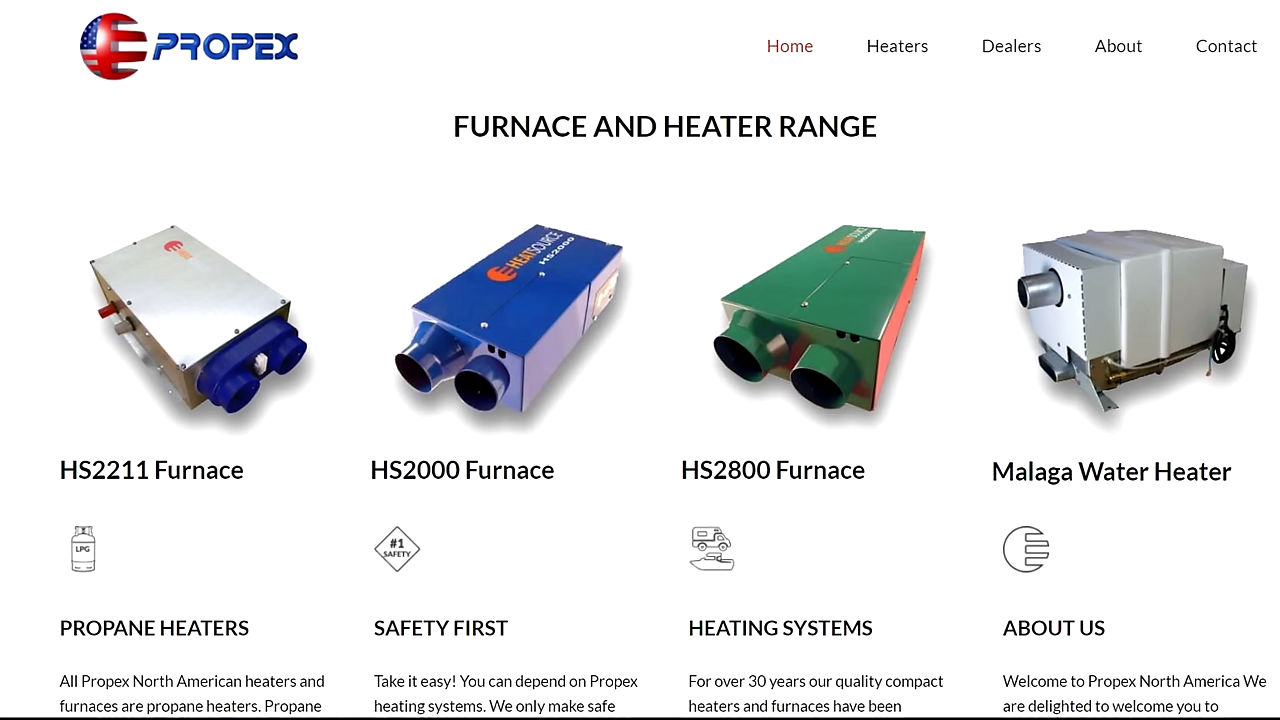 PROPEX
Home Heaters Dealers About Contact
FURNACE AND HEATER RANGE
HEATSOURCE
HS2000
HS2211 Furnace
HS2000 Furnace
HS2800 Furnace
Malaga Water Heater
LPG
#1
SAFETY
PROPANE HEATERS
All Propex North American heaters and
furnaces are propane heaters. Propane
SAFETY FIRST
Take it easy! You can depend on Propex
heating systems. We only make safe
HEATING SYSTEMS
For over 30 years our quality compact
heaters and furnaces have been
ABOUT US
Welcome to Propex North America We
are delighted to welcome you to